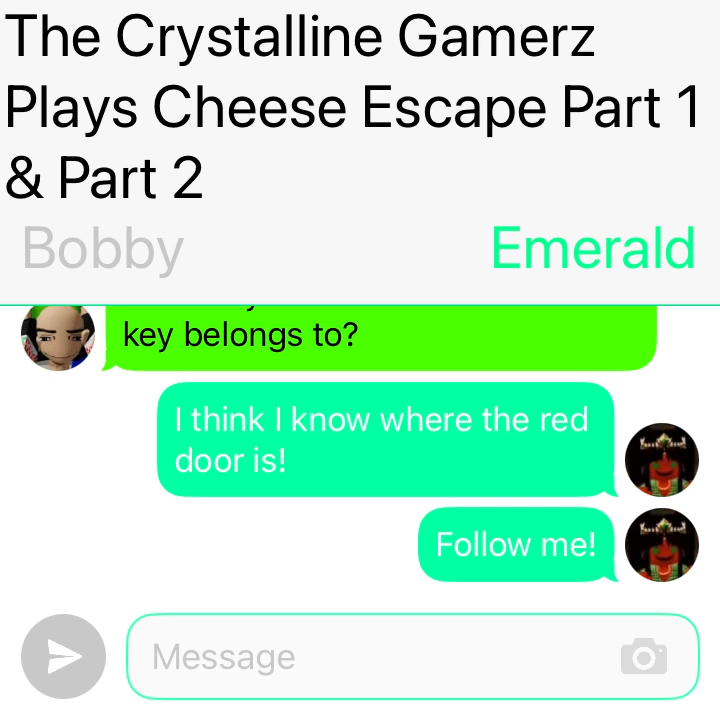 The Crystalline Gamerz
Plays Cheese Escape Part 1
& Part 2
Bobby Emerald
key belongs to?
I think I know where the red
door is!
Follow me!
Message